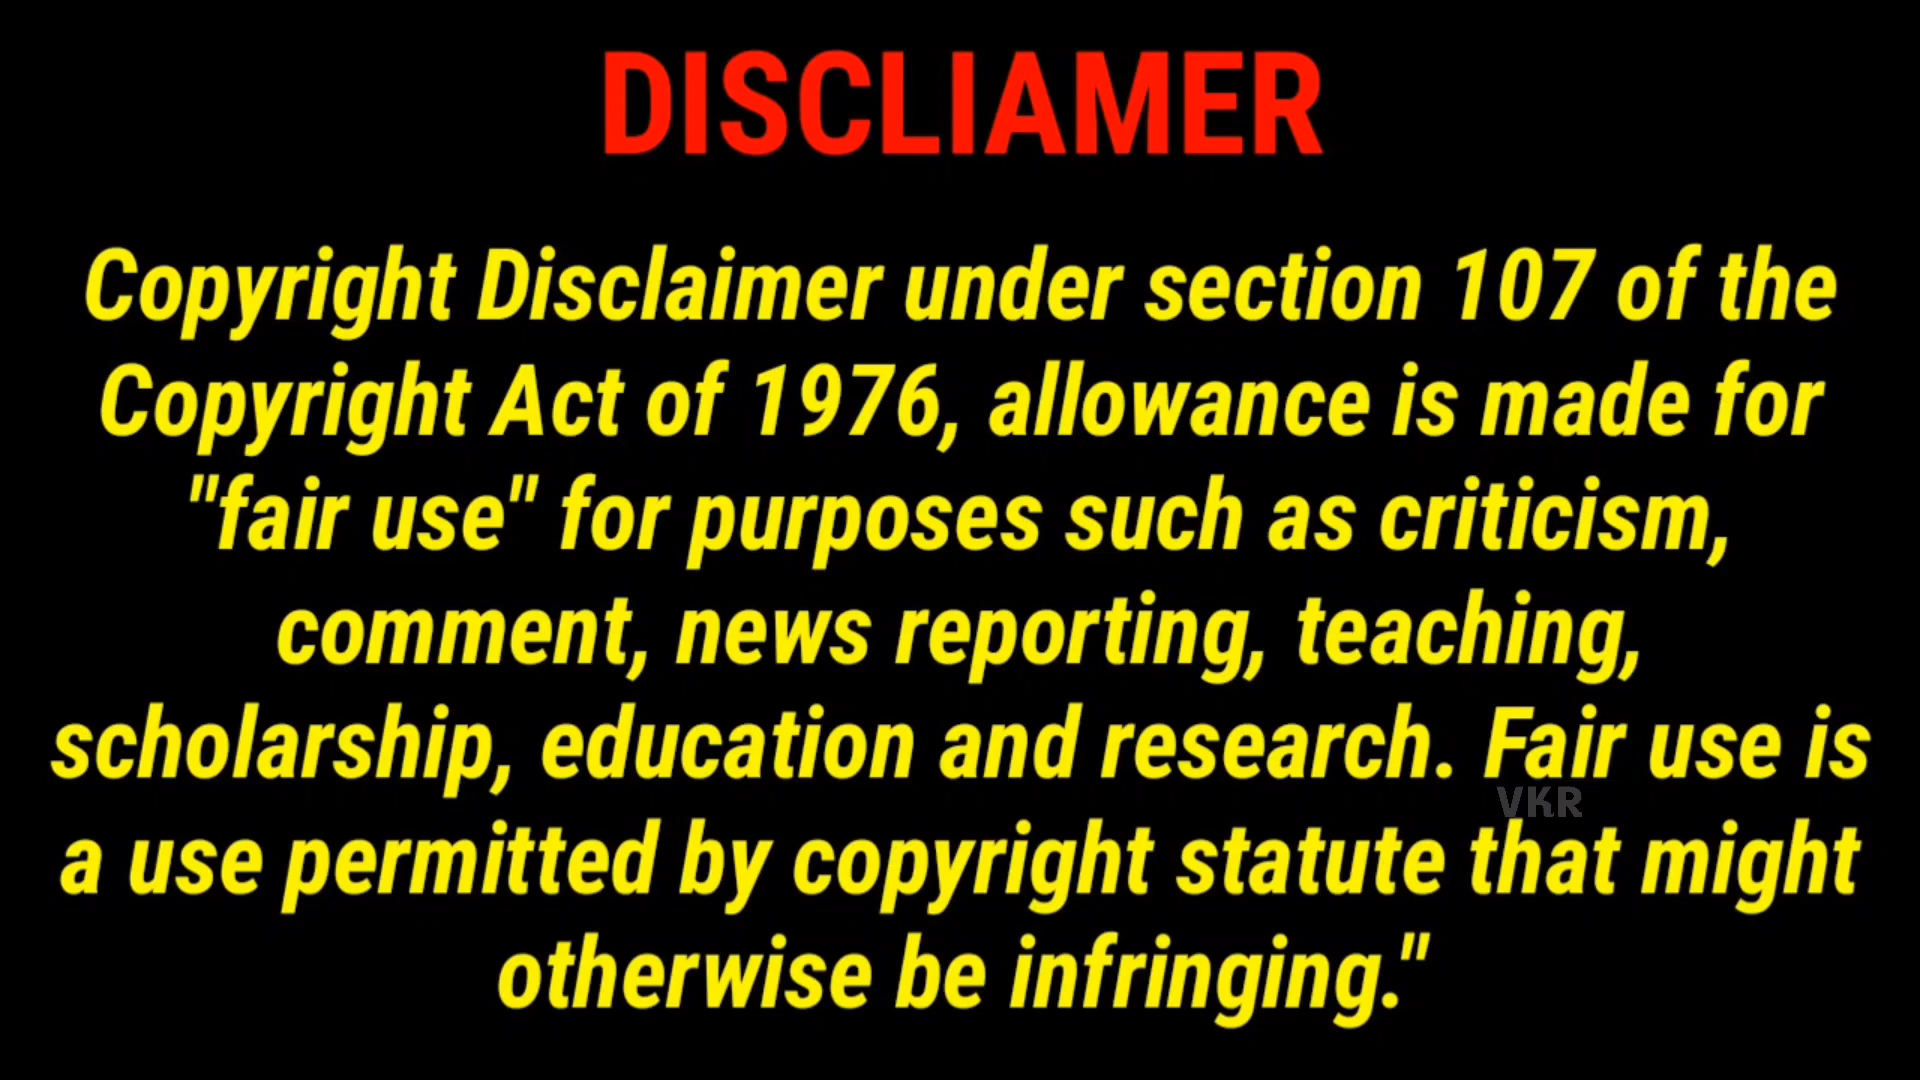 DISCLIAMER
Copyright Disclaimer under section 107 of the
Copyright Act of 1976, allowance is made for
"fair use" for purposes such as criticism,
comment, news reporting, teaching,
scholarship, education and research. Fair use is
VKR
a use permitted by copyright statute that might
otherwise be infringing."